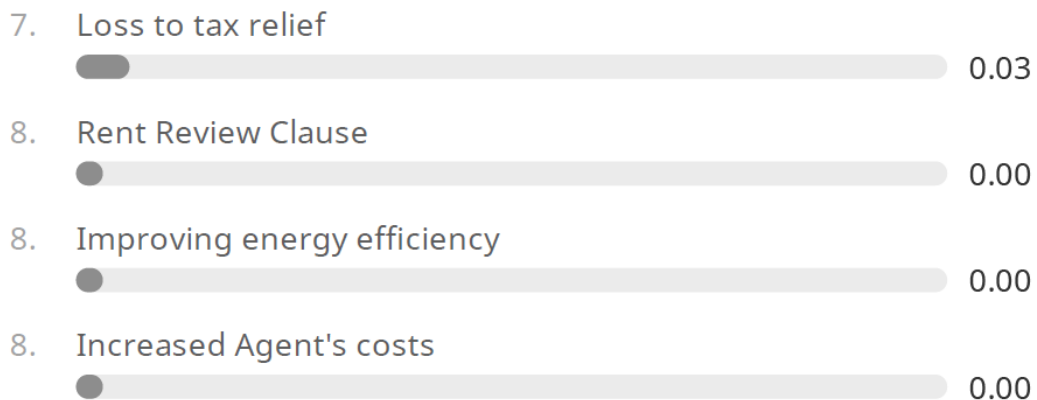 7. Loss to tax relief
0.03
8. Rent Review Clause
0.00
8. Improving energy efficiency
0.00
8. Increased Agent's costs
0.00